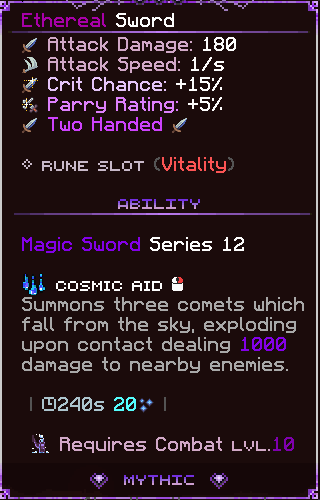 Ethereal Sword
Attack Damage: 180
Attack Speed: 1/s
Crit Chance: +15%
Parry Rating: +5%
Two Handed
RUNE SLOT (Vitality)
ABILITY
Magic Sword Series 12
COSMIC AID
Summons three comets which
fall from the sky, exploding
upon contact dealing 1000
damage to nearby enemies.
| 240s 20 |
Requires Combat LVL.10
MYTHIC